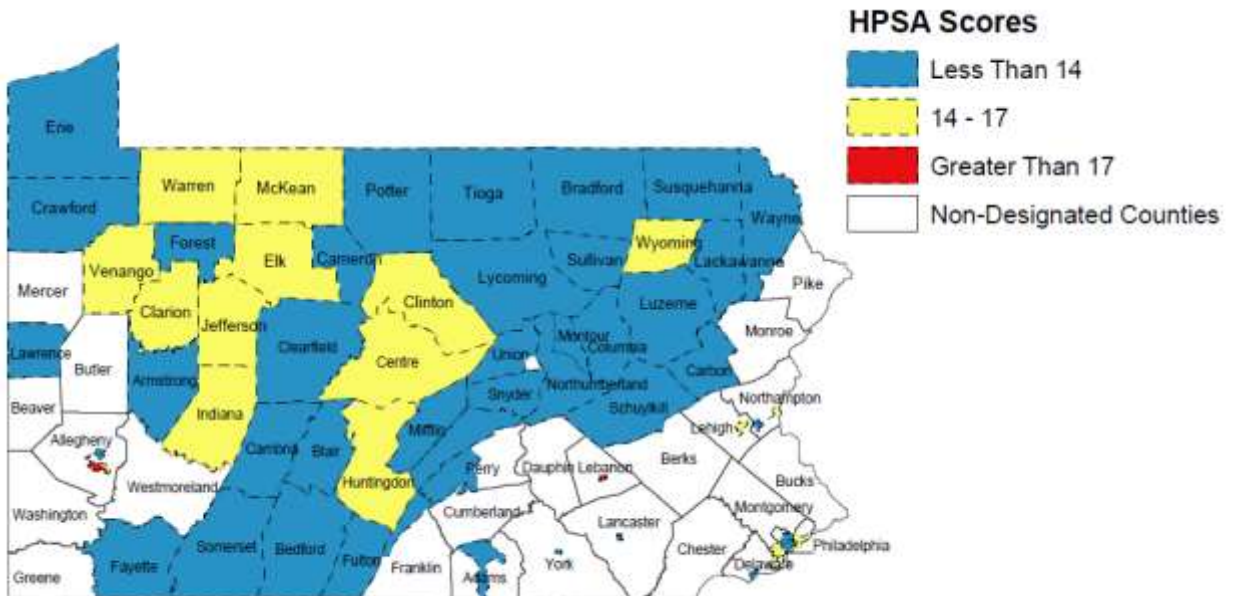 HPSA Scores
Less Than 14
14 - 17
Greater Than 17
Non-Designated Counties
Erie
Warren
McKean
Potter
Tioga
Bradford
Susquehanna
Crawford
Wayne
Forest
Wyoming
Venango
Elk
Cameron
Sullivan
Lackawanna
Mercer
Lycoming
Pike
Clarion
Clinton
Luzerne
Jefferson
Monroe
Lawrence
Clearfield
Montour
Columbia
Butler
Centre
Union
Armstrong
Carbon
Snyder
Northumberland
Beaver
Indiana
Schuylkill
Northampton
Mifflin
Lehigh
Allegheny
Cambria
Blair
Berks
Perry
Dauphin
Lebanon
Huntingdon
Westmoreland
Bucks
Washington
Cumberland
Montgomery
Lancaster
Somerset
Bedford
Philadelphia
Chester
Fulton
Fayette
Franklin
York
Delaware
Greene
Adams